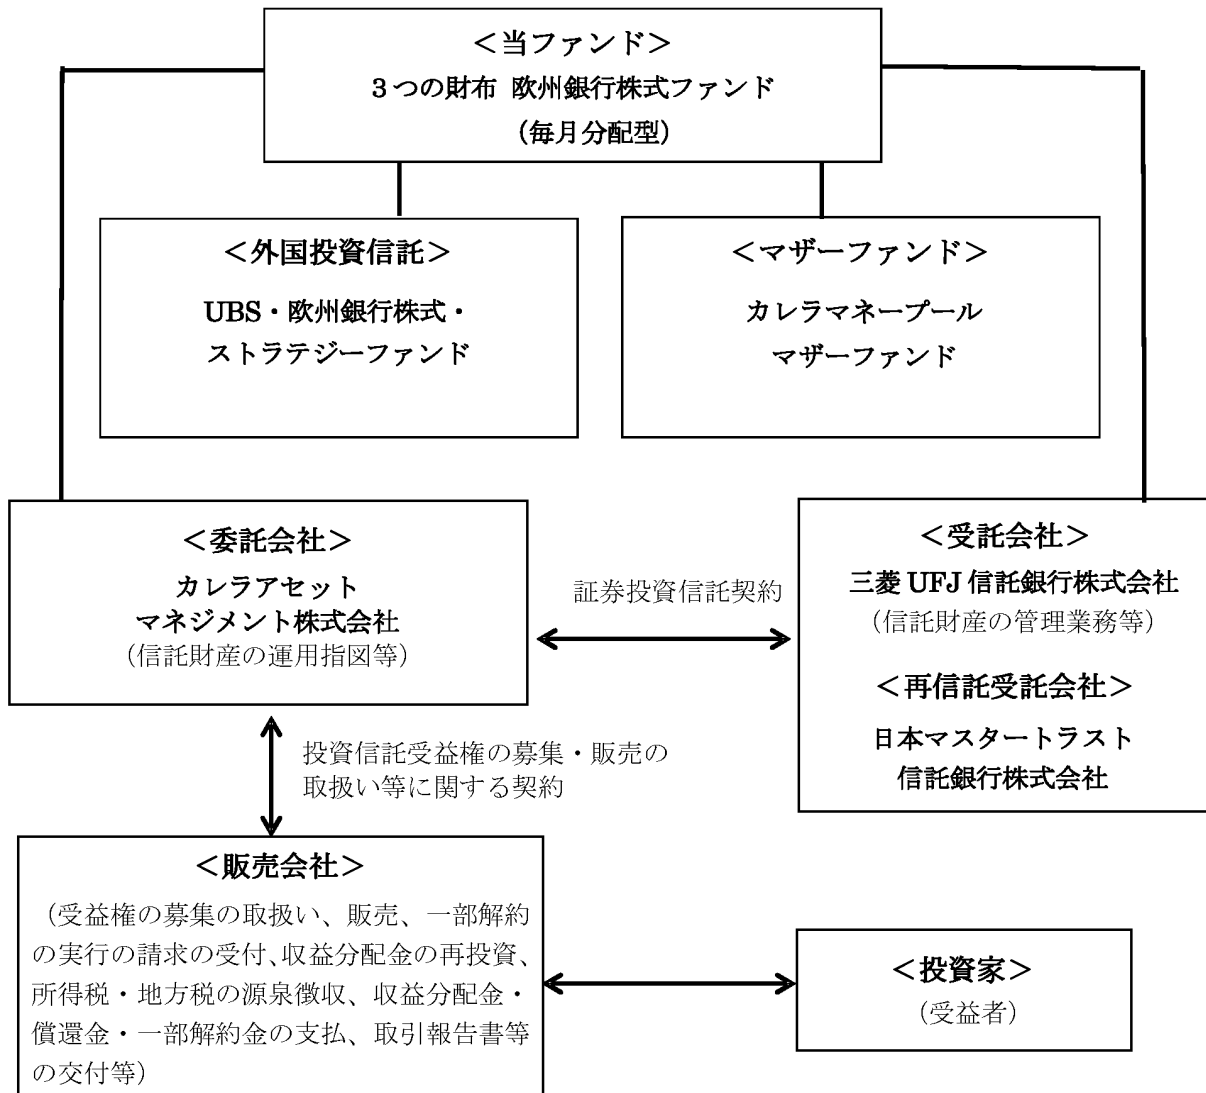 ＜当ファンド＞
３つの財布 欧州銀行株式ファンド
（毎月分配型）
＜外国投資信託＞
UBS・欧州銀行株式・
ストラテジーファンド
＜マザーファンド＞
カレラマネープール
マザーファンド
＜委託会社＞
カレラアセット
マネジメント株式会社
（信託財産の運用指図等）
証券投資信託契約
＜受託会社＞
三菱 UFJ 信託銀行株式会社
（信託財産の管理業務等）
＜再信託受託会社＞
日本マスタートラスト
信託銀行株式会社
投資信託受益権の募集・販売の
取扱い等に関する契約
＜販売会社＞
（受益権の募集の取扱い、販売、一部解約
の実行の請求の受付、収益分配金の再投資、
所得税・地方税の源泉徴収、収益分配金・
償還金・一部解約金の支払、取引報告書等
の交付等）
＜投資家＞
（受益者）